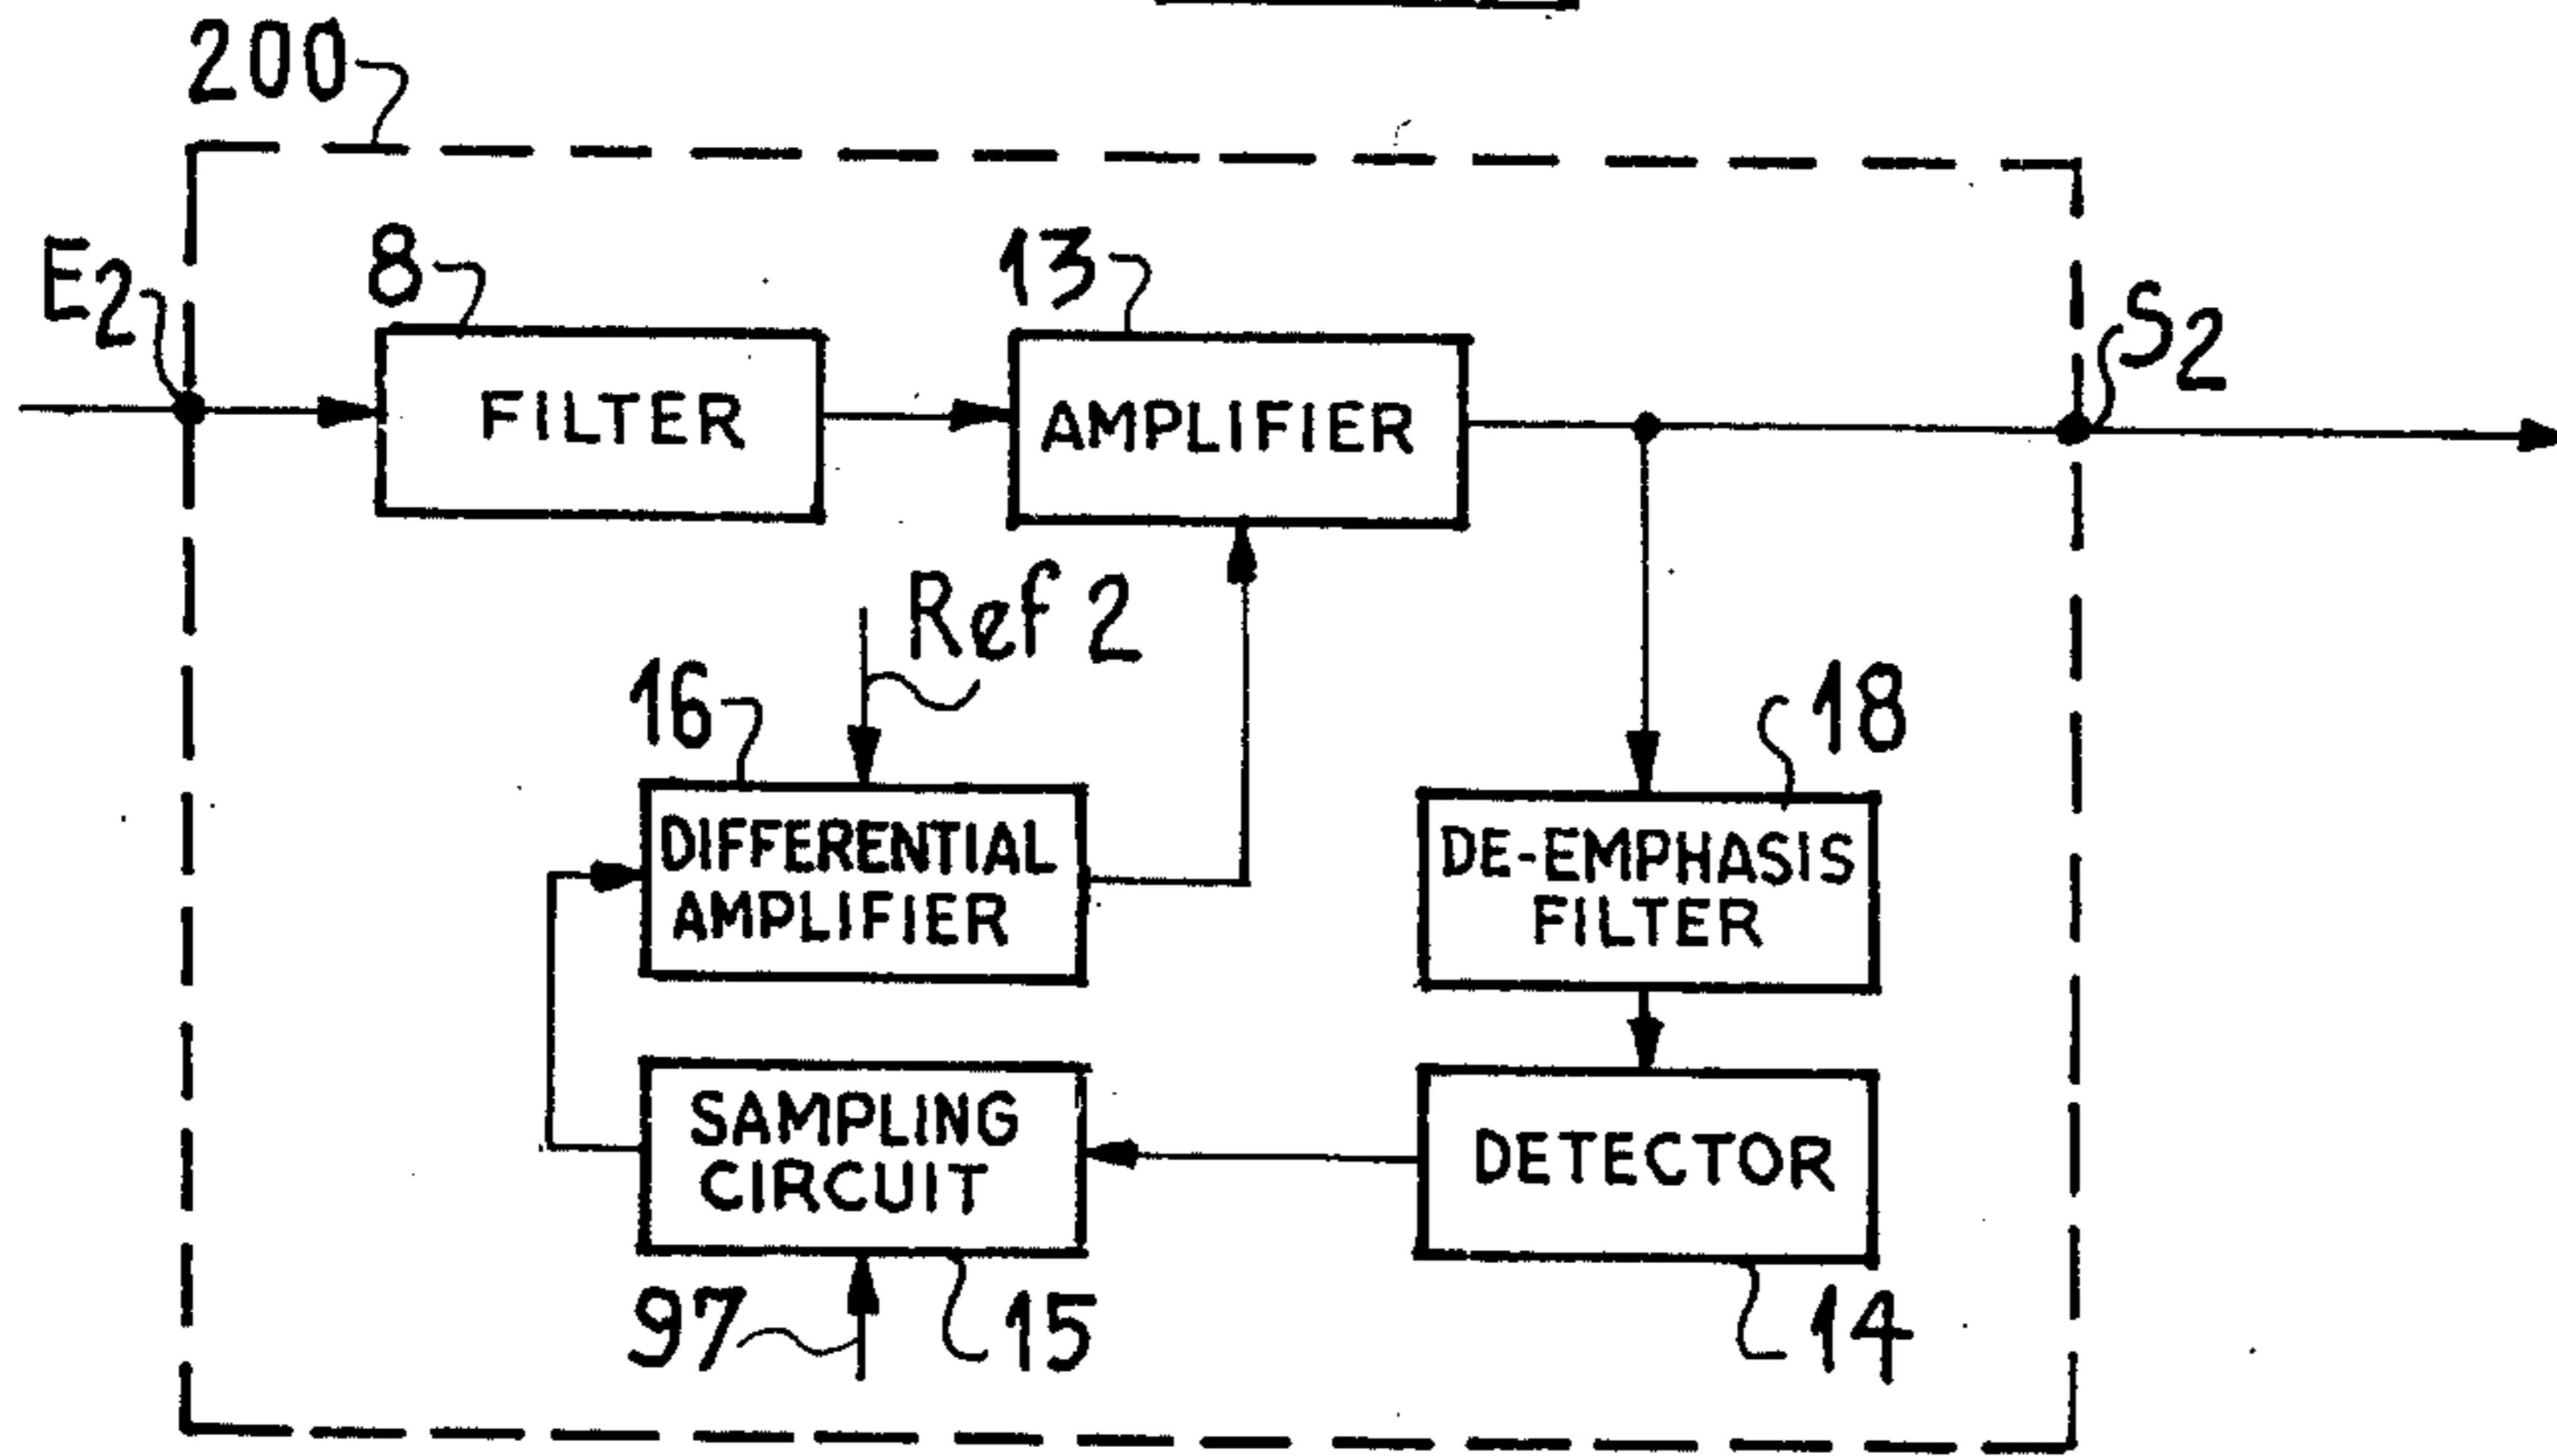 200
E2
8
13
S2
FILTER
AMPLIFIER
Ref 2
16
18
DIFFERENTIAL
AMPLIFIER
DE-EMPHASIS
FILTER
SAMPLING
CIRCUIT
DETECTOR
97
15
14